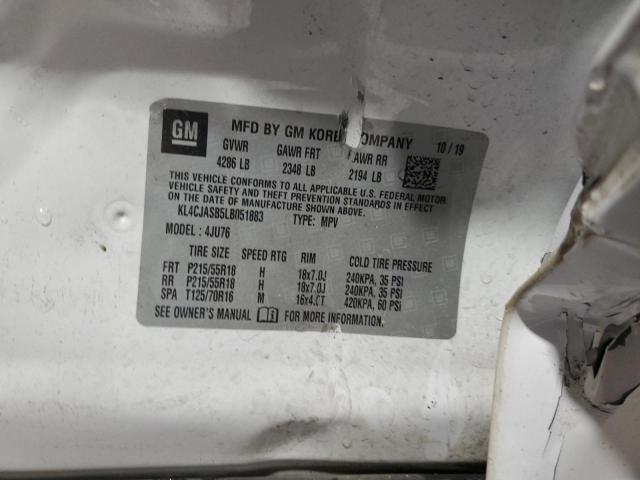 GM
MFD BY GM KOREA COMPANY 10/19
GVWR GAWR FRT GAWR RR
4286 LB 2348 LB 2194 LB
THIS VEHICLE CONFORMS TO ALL APPLICABLE U.S. FEDERAL MOTOR
VEHICLE SAFETY AND THEFT PREVENTION STANDARDS IN EFFECT
ON THE DATE OF MANUFACTURE SHOWN ABOVE.
KL4CJASB5LB051883 TYPE: MPV
MODEL: 4JU76
TIRE SIZE SPEED RTG RIM COLD TIRE PRESSURE
FRT P215/55R18 H 18x7.0J 240KPA, 35 PSI
RR P215/55R18 H 18x7.0J 240KPA, 35 PSI
SPA T125/70R16 M 16x4.0T 420KPA, 60 PSI
SEE OWNER'S MANUAL FOR MORE INFORMATION.